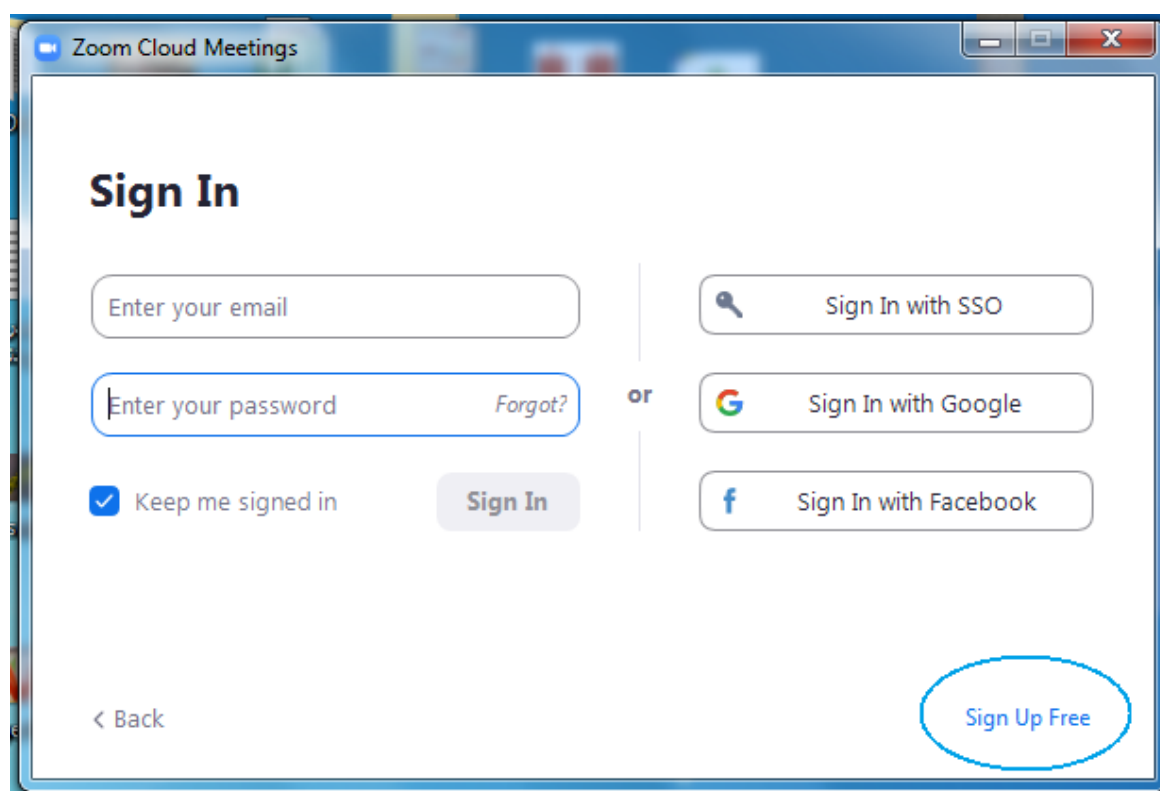 Zoom Cloud Meetings
Sign In
Enter your email
Enter your password
Forgot?
Keep me signed in
Sign In
or
Sign In with SSO
Sign In with Google
Sign In with Facebook
Back
Sign Up Free